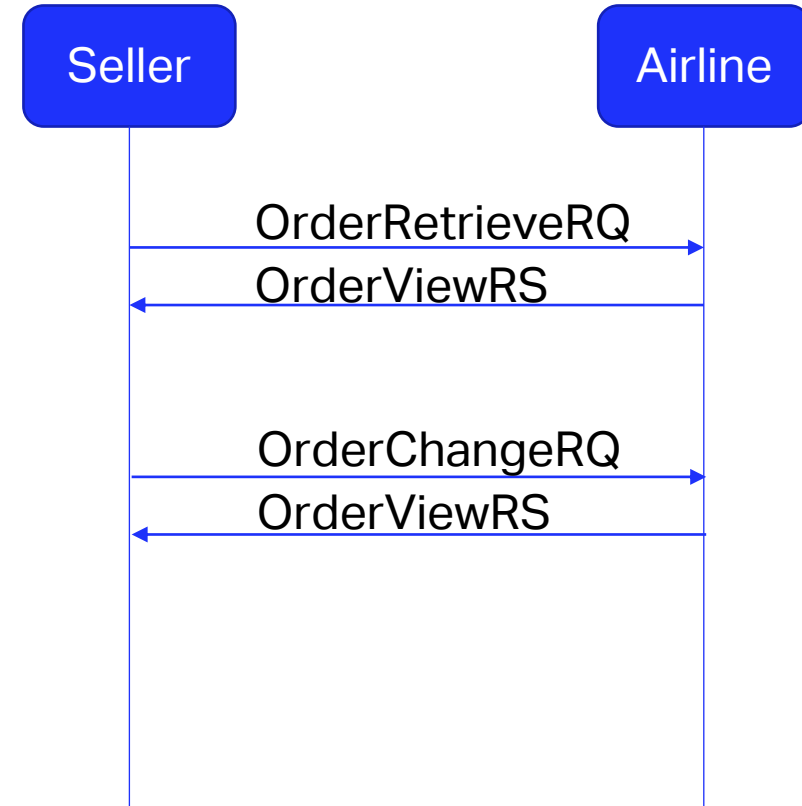 Seller
Airline
OrderRetrieveRQ
OrderViewRS
OrderChangeRQ
OrderViewRS